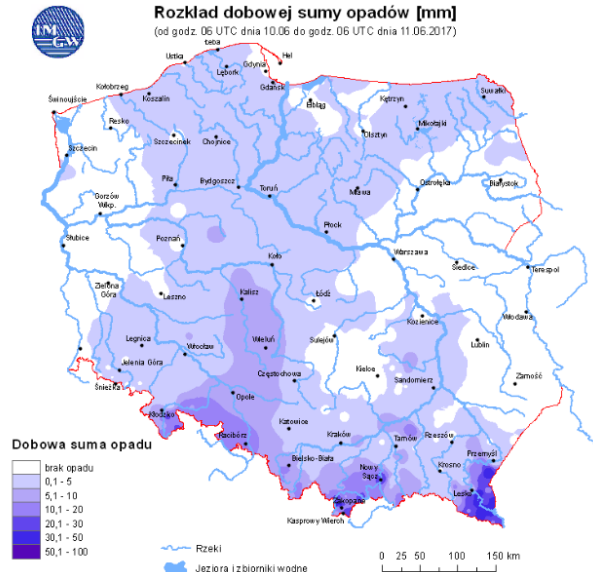 IM
GW
Rozkład dobowej sumy opadów [mm]
(od godz. 06 UTC dnia 10.06 do godz. 06 UTC dnia 11.06.2017)
Łeba
Ustka
Hel
Gdynia
Lębork
Gdańsk
Suwałki
Kołobrzeg
Koszalin
Świnoujście
Elbląg
Kętrzyn
Resko
Szczecinek
Chojnice
Olsztyn
Mikołajki
Szczecin
Piła
Bydgoszcz
Toruń
Mława
Ostrołęka
Białystok
Gorzów
Wlkp.
Płock
Słubice
Poznań
Koło
Warszawa
Siedlce
Terespol
Zielona
Góra
Leszno
Kalisz
Łódź
Kozienice
Włodawa
Legnica
Wrocław
Wieluń
Sulejów
Lublin
Jelenia Góra
Kielce
Zamość
Śnieżka
Częstochowa
Sandomierz
Opole
Kłodzko
Katowice
Racibórz
Kraków
Tarnów
Rzeszów
Przemyśl
Bielsko-Biała
Nowy
Sącz
Krosno
Lesko
Zakopane
Kasprowy Wierch
Dobowa suma opadu
brak opadu
0,1 - 5
5,1 - 10
10,1 - 20
20,1 - 30
30,1 - 50
50,1 - 100
Rzeki
Jeziora i zbiorniki wodne
0 25 50 100 150 km